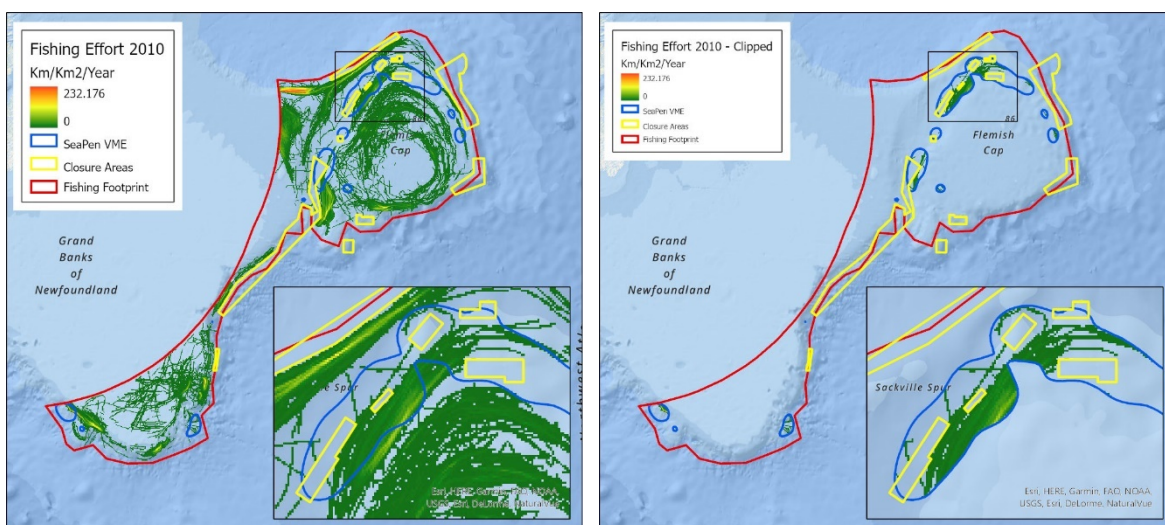 Fishing Effort 2010
Km/Km2/Year
232.176
0
SeaPen VME
Closure Areas
Fishing Footprint
Cap
Grand
Banks
of
Newfoundland
Spur
Esri, HERE, Garmin, FAO, NOAA,
USGS, Esri, DeLorme, NaturalVue
Fishing Effort 2010 - Clipped
Km/Km2/Year
232.176
0
SeaPen VME
Closure Areas
Fishing Footprint
Flemish
Cap
Grand
Banks
of
Newfoundland
Sackville Spur
Esri, HERE, Garmin, FAO, NOAA,
USGS, Esri, DeLorme, NaturalVue